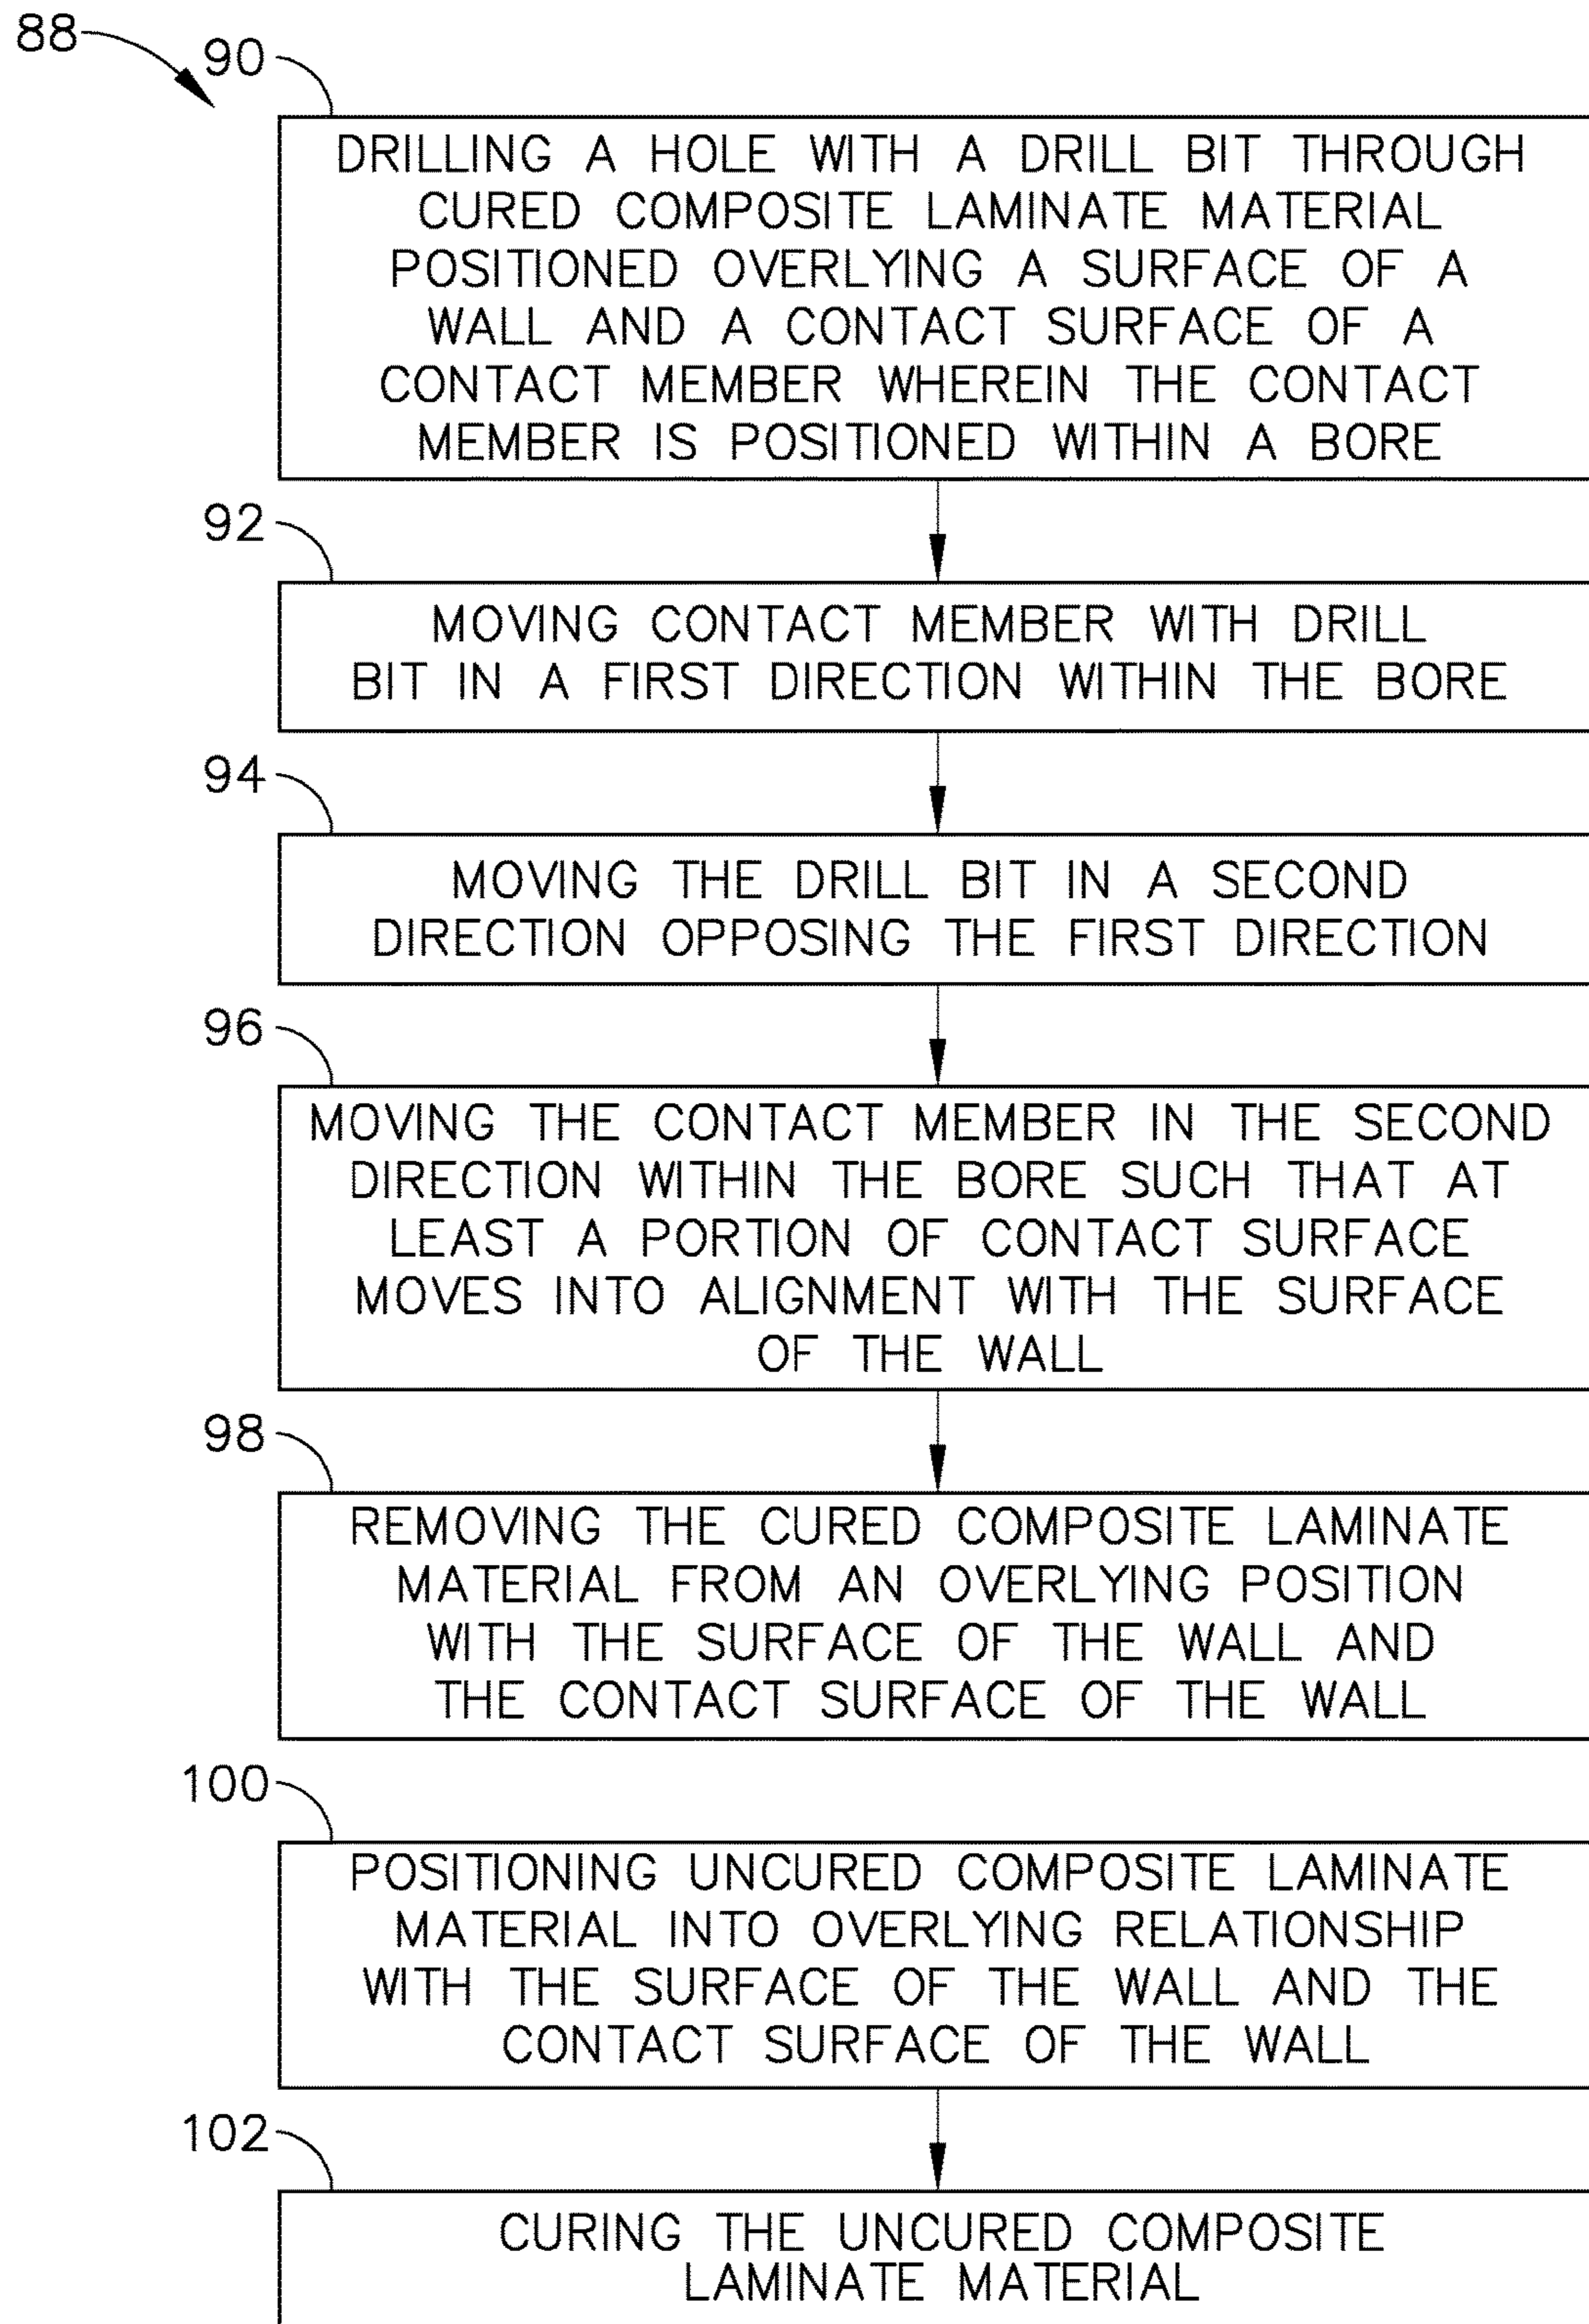 88
90
DRILLING A HOLE WITH A DRILL BIT THROUGH
CURED COMPOSITE LAMINATE MATERIAL
POSITIONED OVERLYING A SURFACE OF A
WALL AND A CONTACT SURFACE OF A
CONTACT MEMBER WHEREIN THE CONTACT
MEMBER IS POSITIONED WITHIN A BORE
92
MOVING CONTACT MEMBER WITH DRILL
BIT IN A FIRST DIRECTION WITHIN THE BORE
94
MOVING THE DRILL BIT IN A SECOND
DIRECTION OPPOSING THE FIRST DIRECTION
96
MOVING THE CONTACT MEMBER IN THE SECOND
DIRECTION WITHIN THE BORE SUCH THAT AT
LEAST A PORTION OF CONTACT SURFACE
MOVES INTO ALIGNMENT WITH THE SURFACE
OF THE WALL
98
REMOVING THE CURED COMPOSITE LAMINATE
MATERIAL FROM AN OVERLYING POSITION
WITH THE SURFACE OF THE WALL AND
THE CONTACT SURFACE OF THE WALL
100
POSITIONING UNCURED COMPOSITE LAMINATE
MATERIAL INTO OVERLYING RELATIONSHIP
WITH THE SURFACE OF THE WALL AND THE
CONTACT SURFACE OF THE WALL
102
CURING THE UNCURED COMPOSITE
LAMINATE MATERIAL